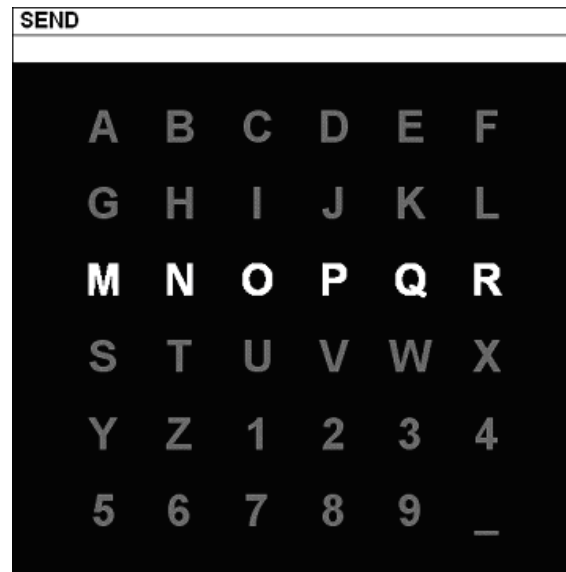 SEND
A B C D E F
G H I J K L
M N O P Q R
S T U V W X
Y Z 1 2 3 4
5 6 7 8 9 _